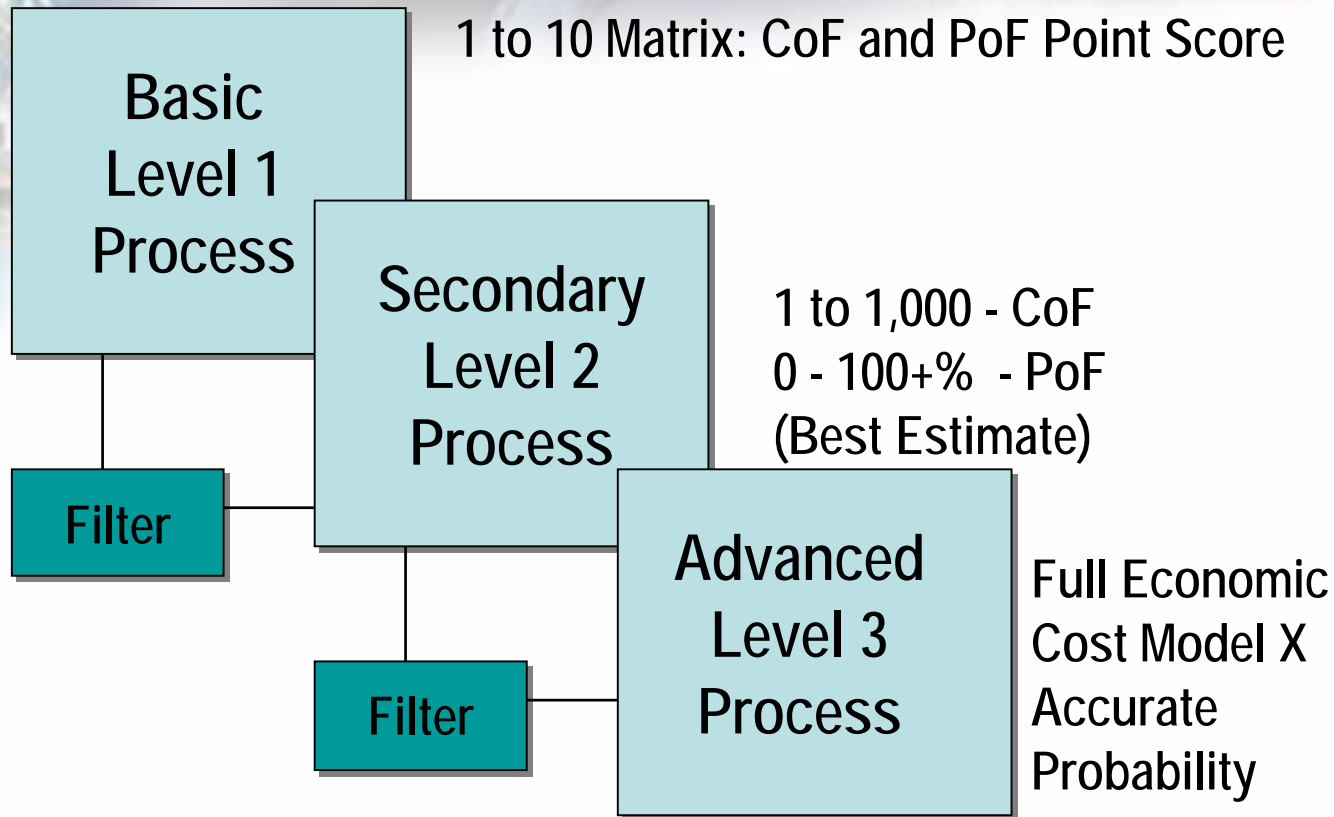 1 to 10 Matrix: CoF and PoF Point Score
Basic
Level 1
Process
Secondary
Level 2
Process
1 to 1,000 - CoF
0 - 100+% - PoF
(Best Estimate)
Filter
Advanced
Level 3
Process
Full Economic
Cost Model X
Accurate
Probability
Filter